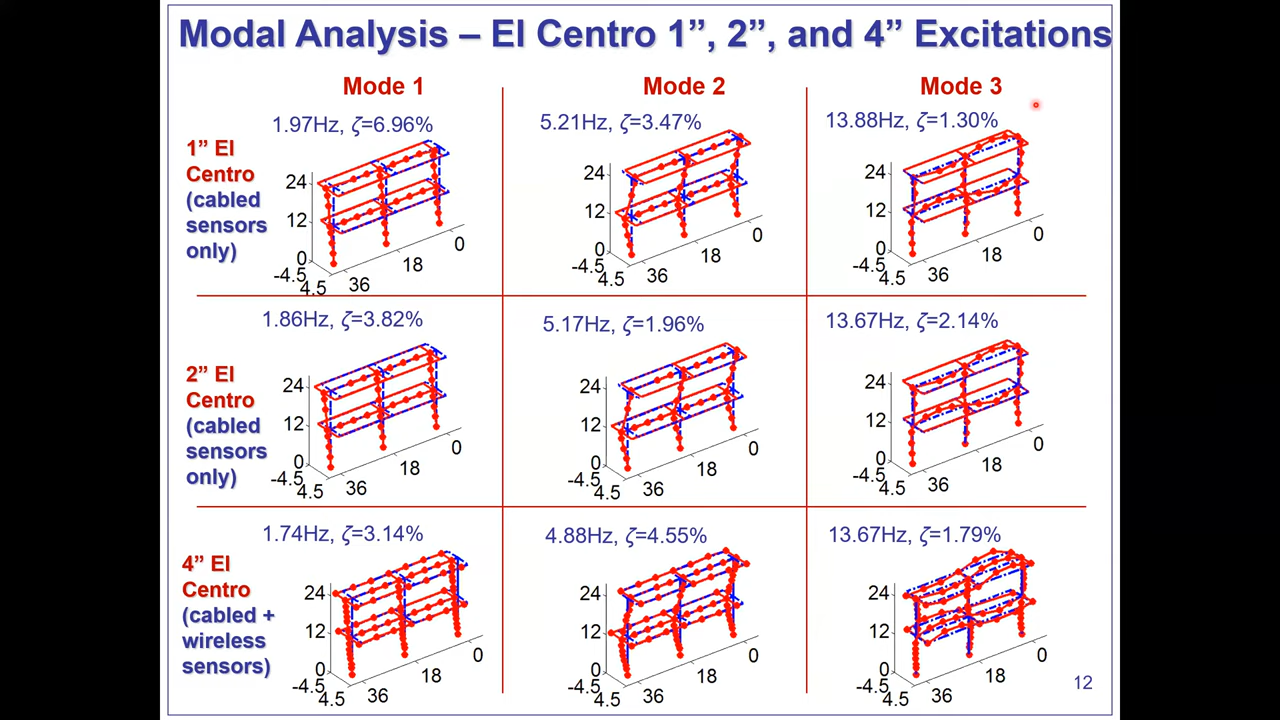 Modal Analysis – El Centro 1”, 2”, and 4” Excitations
Mode 1
Mode 2
Mode 3
1” El
Centro
(cabled
sensors
only)
1.97Hz, ζ=6.96%
24
12
0
-4.5
4.5
36
18
0
5.21Hz, ζ=3.47%
24
12
0
-4.5
4.5
36
18
0
13.88Hz, ζ=1.30%
24
12
0
-4.5
4.5
36
18
0
2” El
Centro
(cabled
sensors
only)
1.86Hz, ζ=3.82%
24
12
0
-4.5
4.5
36
18
0
5.17Hz, ζ=1.96%
24
12
0
-4.5
4.5
36
18
0
13.67Hz, ζ=2.14%
24
12
0
-4.5
4.5
36
18
0
4” El
Centro
(cabled +
wireless
sensors)
1.74Hz, ζ=3.14%
24
12
0
-4.5
4.5
36
18
0
4.88Hz, ζ=4.55%
24
12
0
-4.5
4.5
36
18
0
13.67Hz, ζ=1.79%
24
12
0
-4.5
4.5
36
18
0
12